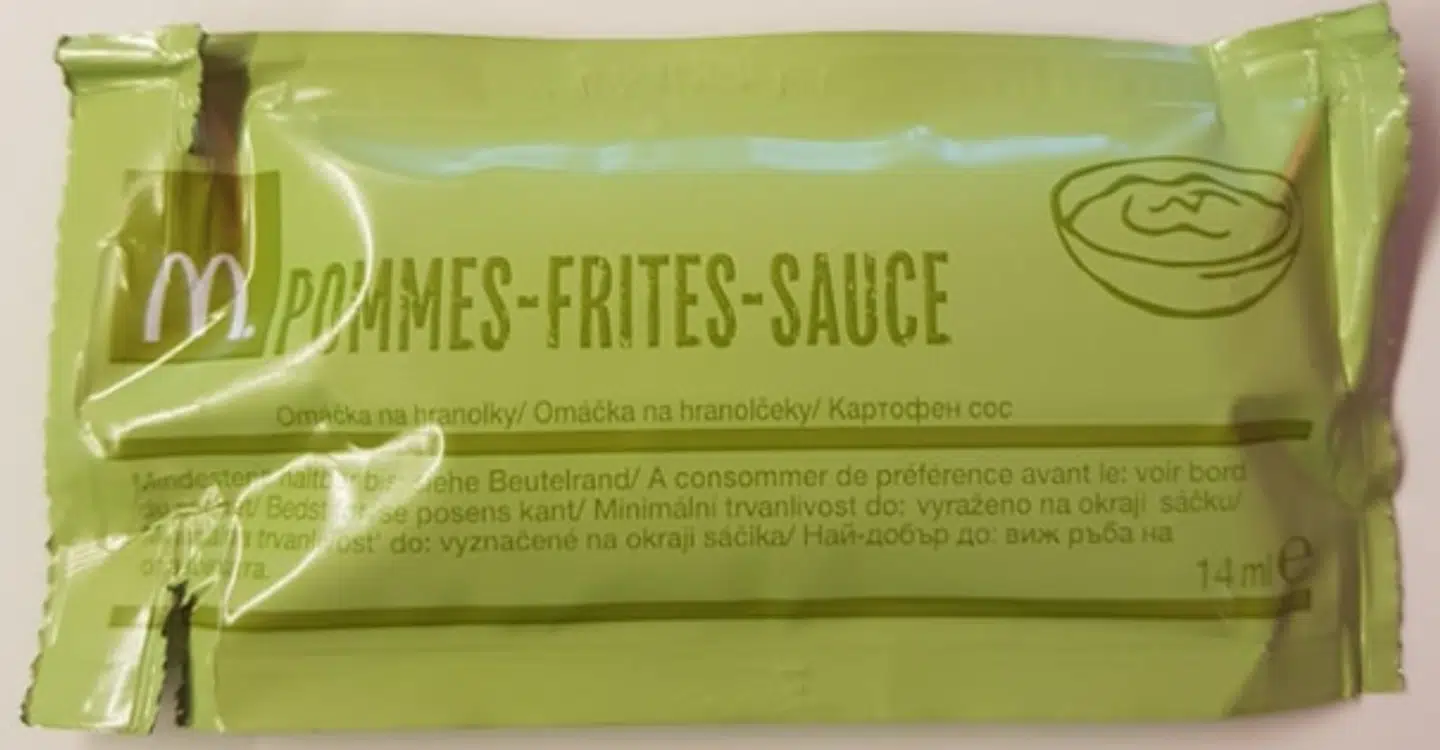 M
POMMES-FRITES-SAUCE
Omáčka na hranolky/ Omáčka na hranolčeky/ Картофен сос
bis: siehe Beutelrand/ A consommer de préférence avant le: voir bord
se posens kant/ Minimální trvanlivost do: vyraženo na okraji sáčku/
do: vyznačené na okraji sáčika/ Най-добър до: виж ръба на
14 ml e